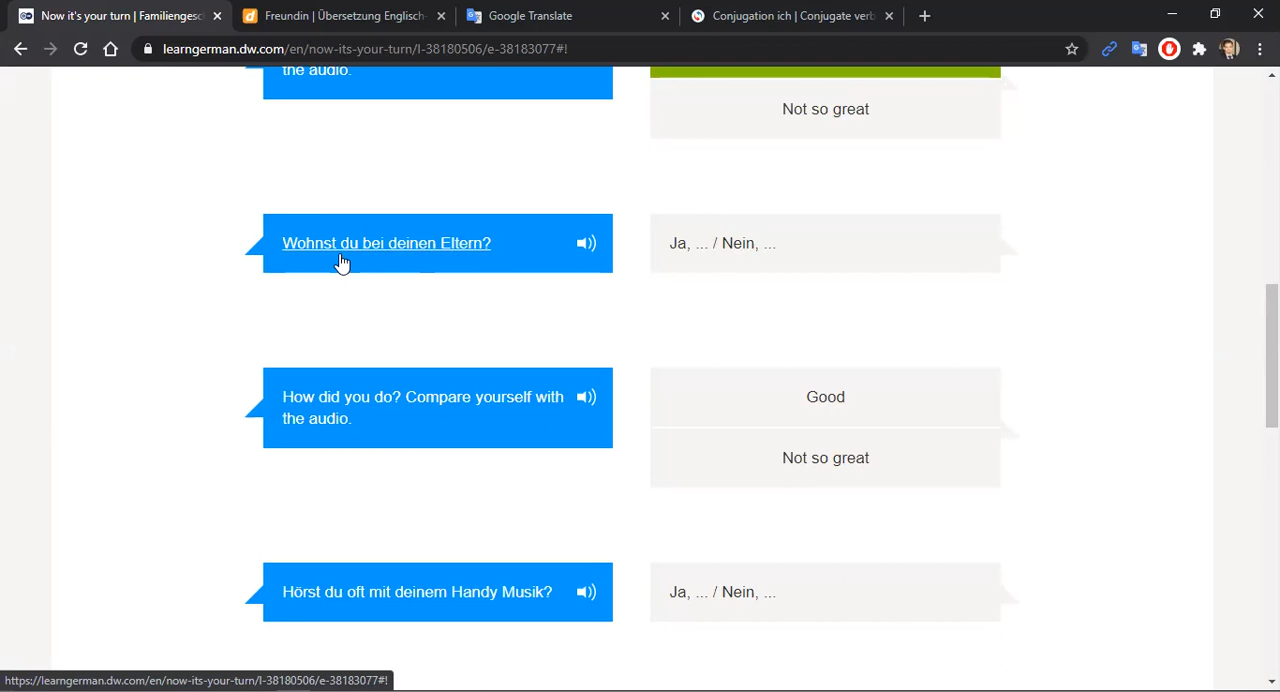 Now it's your turn | Familiengesc
Freundin | Übersetzung Englisch-
Google Translate
Conjugation ich | Conjugate verb
learngerman.dw.com/en/now-its-your-turn/l-38180506/e-38183077#!
the audio.
Not so great
Wohnst du bei deinen Eltern?
Ja, ... / Nein, ...
How did you do? Compare yourself with
the audio.
Good
Not so great
Hörst du oft mit deinem Handy Musik?
Ja, ... / Nein, ...
https://learngerman.dw.com/en/now-its-your-turn/l-38180506/e-38183077#!